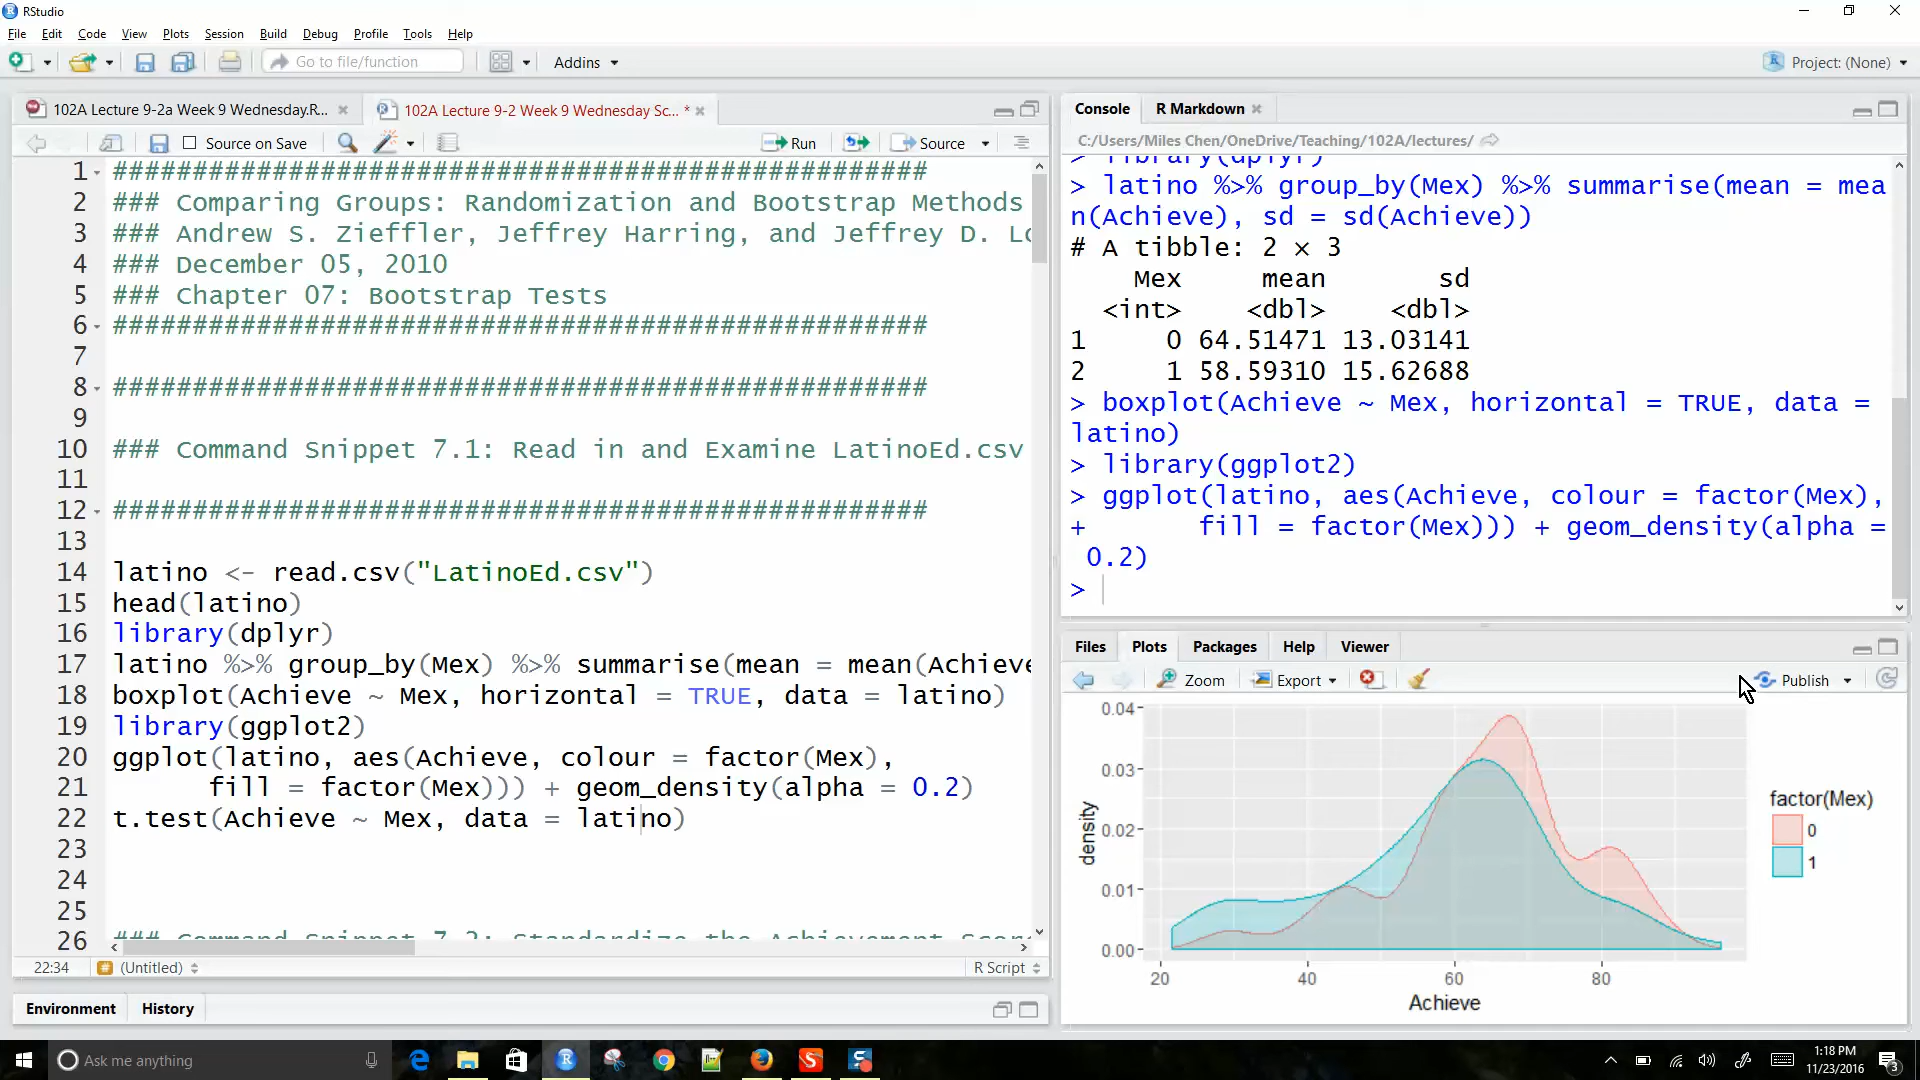 RStudio
File Edit Code View Plots Session Build Debug Profile Tools Help
Go to file/function
Addins
Project: (None)
102A Lecture 9-2a Week 9 Wednesday.R...
102A Lecture 9-2 Week 9 Wednesday Sc... *
Source on Save
Run
Source
1 ###################################################
2 ### Comparing Groups: Randomization and Bootstrap Methods
3 ### Andrew S. Zieffler, Jeffrey Harring, and Jeffrey D. Lo
4 ### December 05, 2010
5 ### Chapter 07: Bootstrap Tests
6 ###################################################
7
8 ###################################################
9
10 ### Command Snippet 7.1: Read in and Examine LatinoEd.csv
11
12 ###################################################
13
14 latino <- read.csv("LatinoEd.csv")
15 head(latino)
16 library(dplyr)
17 latino %>% group_by(Mex) %>% summarise(mean = mean(Achieve
18 boxplot(Achieve ~ Mex, horizontal = TRUE, data = latino)
19 library(ggplot2)
20 ggplot(latino, aes(Achieve, colour = factor(Mex),
21 fill = factor(Mex))) + geom_density(alpha = 0.2)
22 t.test(Achieve ~ Mex, data = latino)
23
24
25
26 ### Command Snippet 7.2: Standardize the Achievement Scor
22:34 (Untitled) R Script
Environment History
Console R Markdown
C:/Users/Miles Chen/OneDrive/Teaching/102A/lectures/
> library(dplyr)
> latino %>% group_by(Mex) %>% summarise(mean = mea
n(Achieve), sd = sd(Achieve))
# A tibble: 2 × 3
Mex mean sd
<int> <dbl> <dbl>
1 0 64.51471 13.03141
2 1 58.59310 15.62688
> boxplot(Achieve ~ Mex, horizontal = TRUE, data =
latino)
> library(ggplot2)
> ggplot(latino, aes(Achieve, colour = factor(Mex),
+ fill = factor(Mex))) + geom_density(alpha =
0.2)
>
Files Plots Packages Help Viewer
Zoom Export Publish
0.04
0.03
0.02
0.01
0.00
density
20 40 60 80
Achieve
factor(Mex)
0
1
Ask me anything
1:18 PM
11/23/2016
3